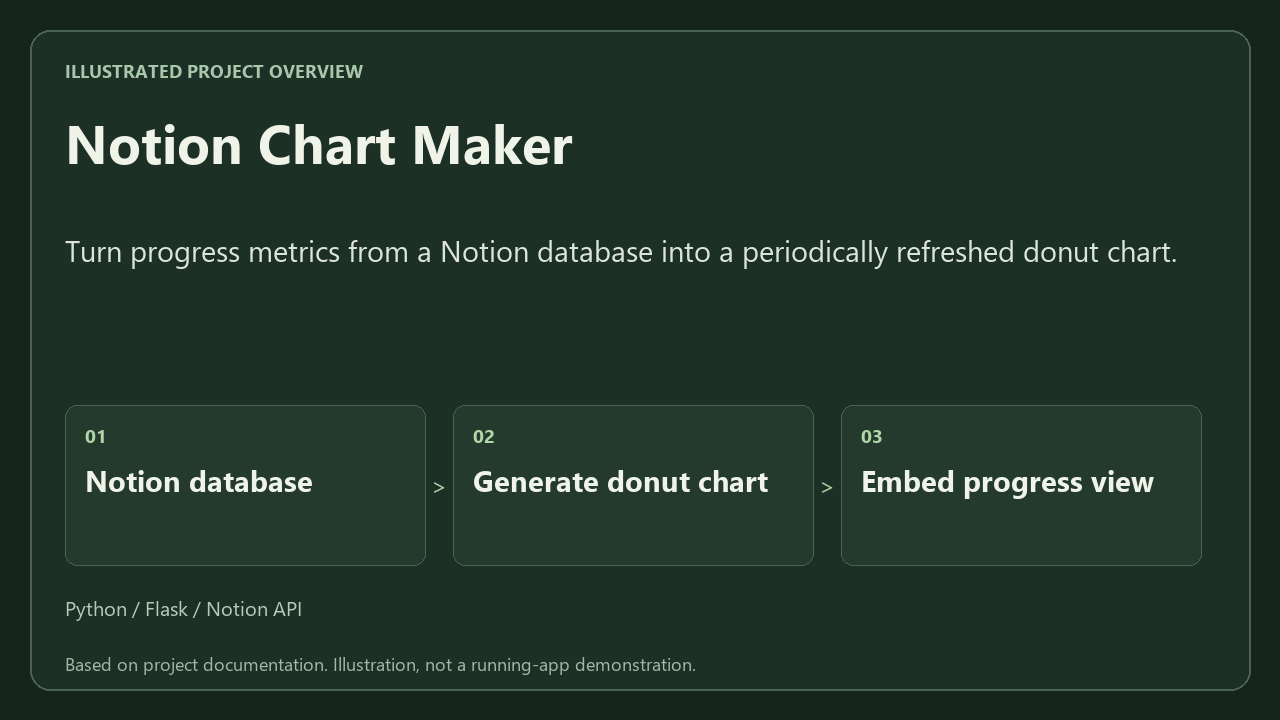 ILLUSTRATED PROJECT OVERVIEW
Notion Chart Maker
Turn progress metrics from a Notion database into a periodically refreshed donut chart.
01
Notion database
>
02
Generate donut chart
>
03
Embed progress view
Python / Flask / Notion API
Based on project documentation. Illustration, not a running-app demonstration.